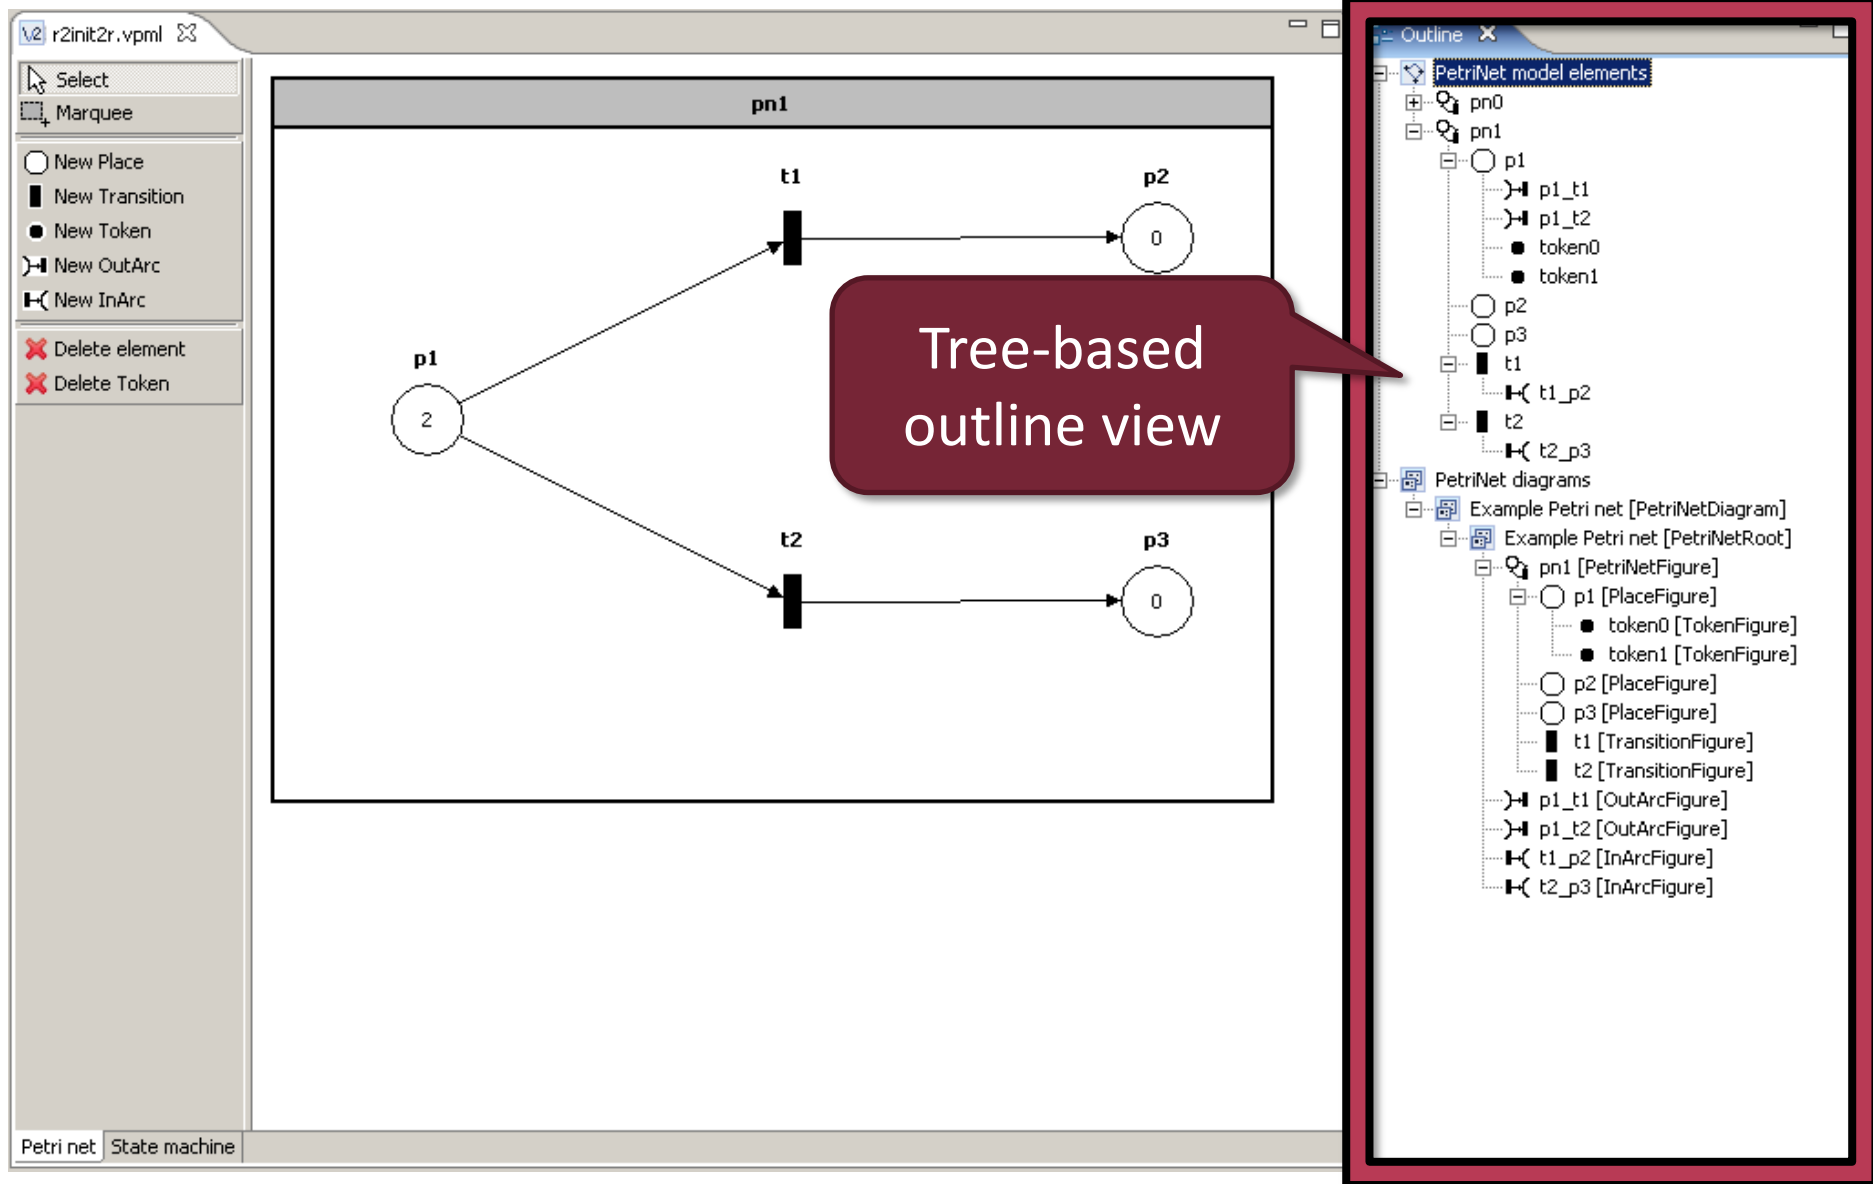 r2init2r.vpml
Select
Marquee
New Place
New Transition
New Token
New OutArc
New InArc
Delete element
Delete Token
pn1
t1
p2
0
p1
2
t2
p3
0
Tree-based
outline view
Petri net
State machine
Outline
PetriNet model elements
pn0
pn1
p1
p1_t1
p1_t2
token0
token1
p2
p3
t1
t1_p2
t2
t2_p3
PetriNet diagrams
Example Petri net [PetriNetDiagram]
Example Petri net [PetriNetRoot]
pn1 [PetriNetFigure]
p1 [PlaceFigure]
token0 [TokenFigure]
token1 [TokenFigure]
p2 [PlaceFigure]
p3 [PlaceFigure]
t1 [TransitionFigure]
t2 [TransitionFigure]
p1_t1 [OutArcFigure]
p1_t2 [OutArcFigure]
t1_p2 [InArcFigure]
t2_p3 [InArcFigure]